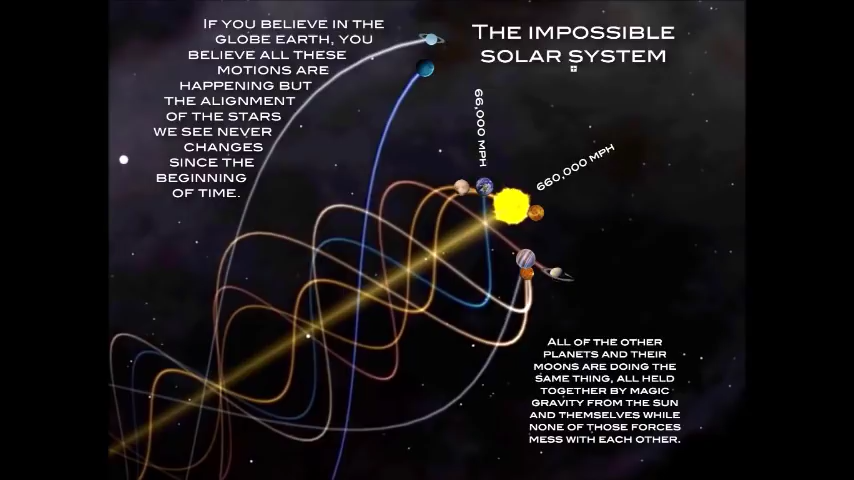 If you believe in the
globe earth, you
believe all these
motions are
happening but
the alignment
of the stars
we see never
changes
since the
beginning
of time.
The impossible
solar system
66,000 mph
660,000 mph
All of the other
planets and their
moons are doing the
same thing, all held
together by magic
gravity from the sun
and themselves while
none of those forces
mess with each other.